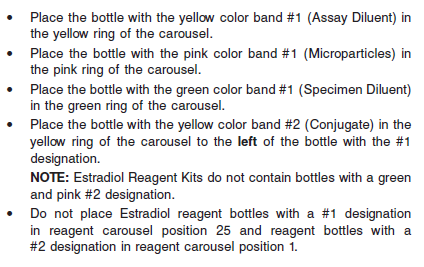 • Place the bottle with the yellow color band #1 (Assay Diluent) in
the yellow ring of the carousel.
• Place the bottle with the pink color band #1 (Microparticles) in
the pink ring of the carousel.
• Place the bottle with the green color band #1 (Specimen Diluent)
in the green ring of the carousel.
• Place the bottle with the yellow color band #2 (Conjugate) in the
yellow ring of the carousel to the left of the bottle with the #1
designation.
NOTE: Estradiol Reagent Kits do not contain bottles with a green
and pink #2 designation.
• Do not place Estradiol reagent bottles with a #1 designation
in reagent carousel position 25 and reagent bottles with a
#2 designation in reagent carousel position 1.